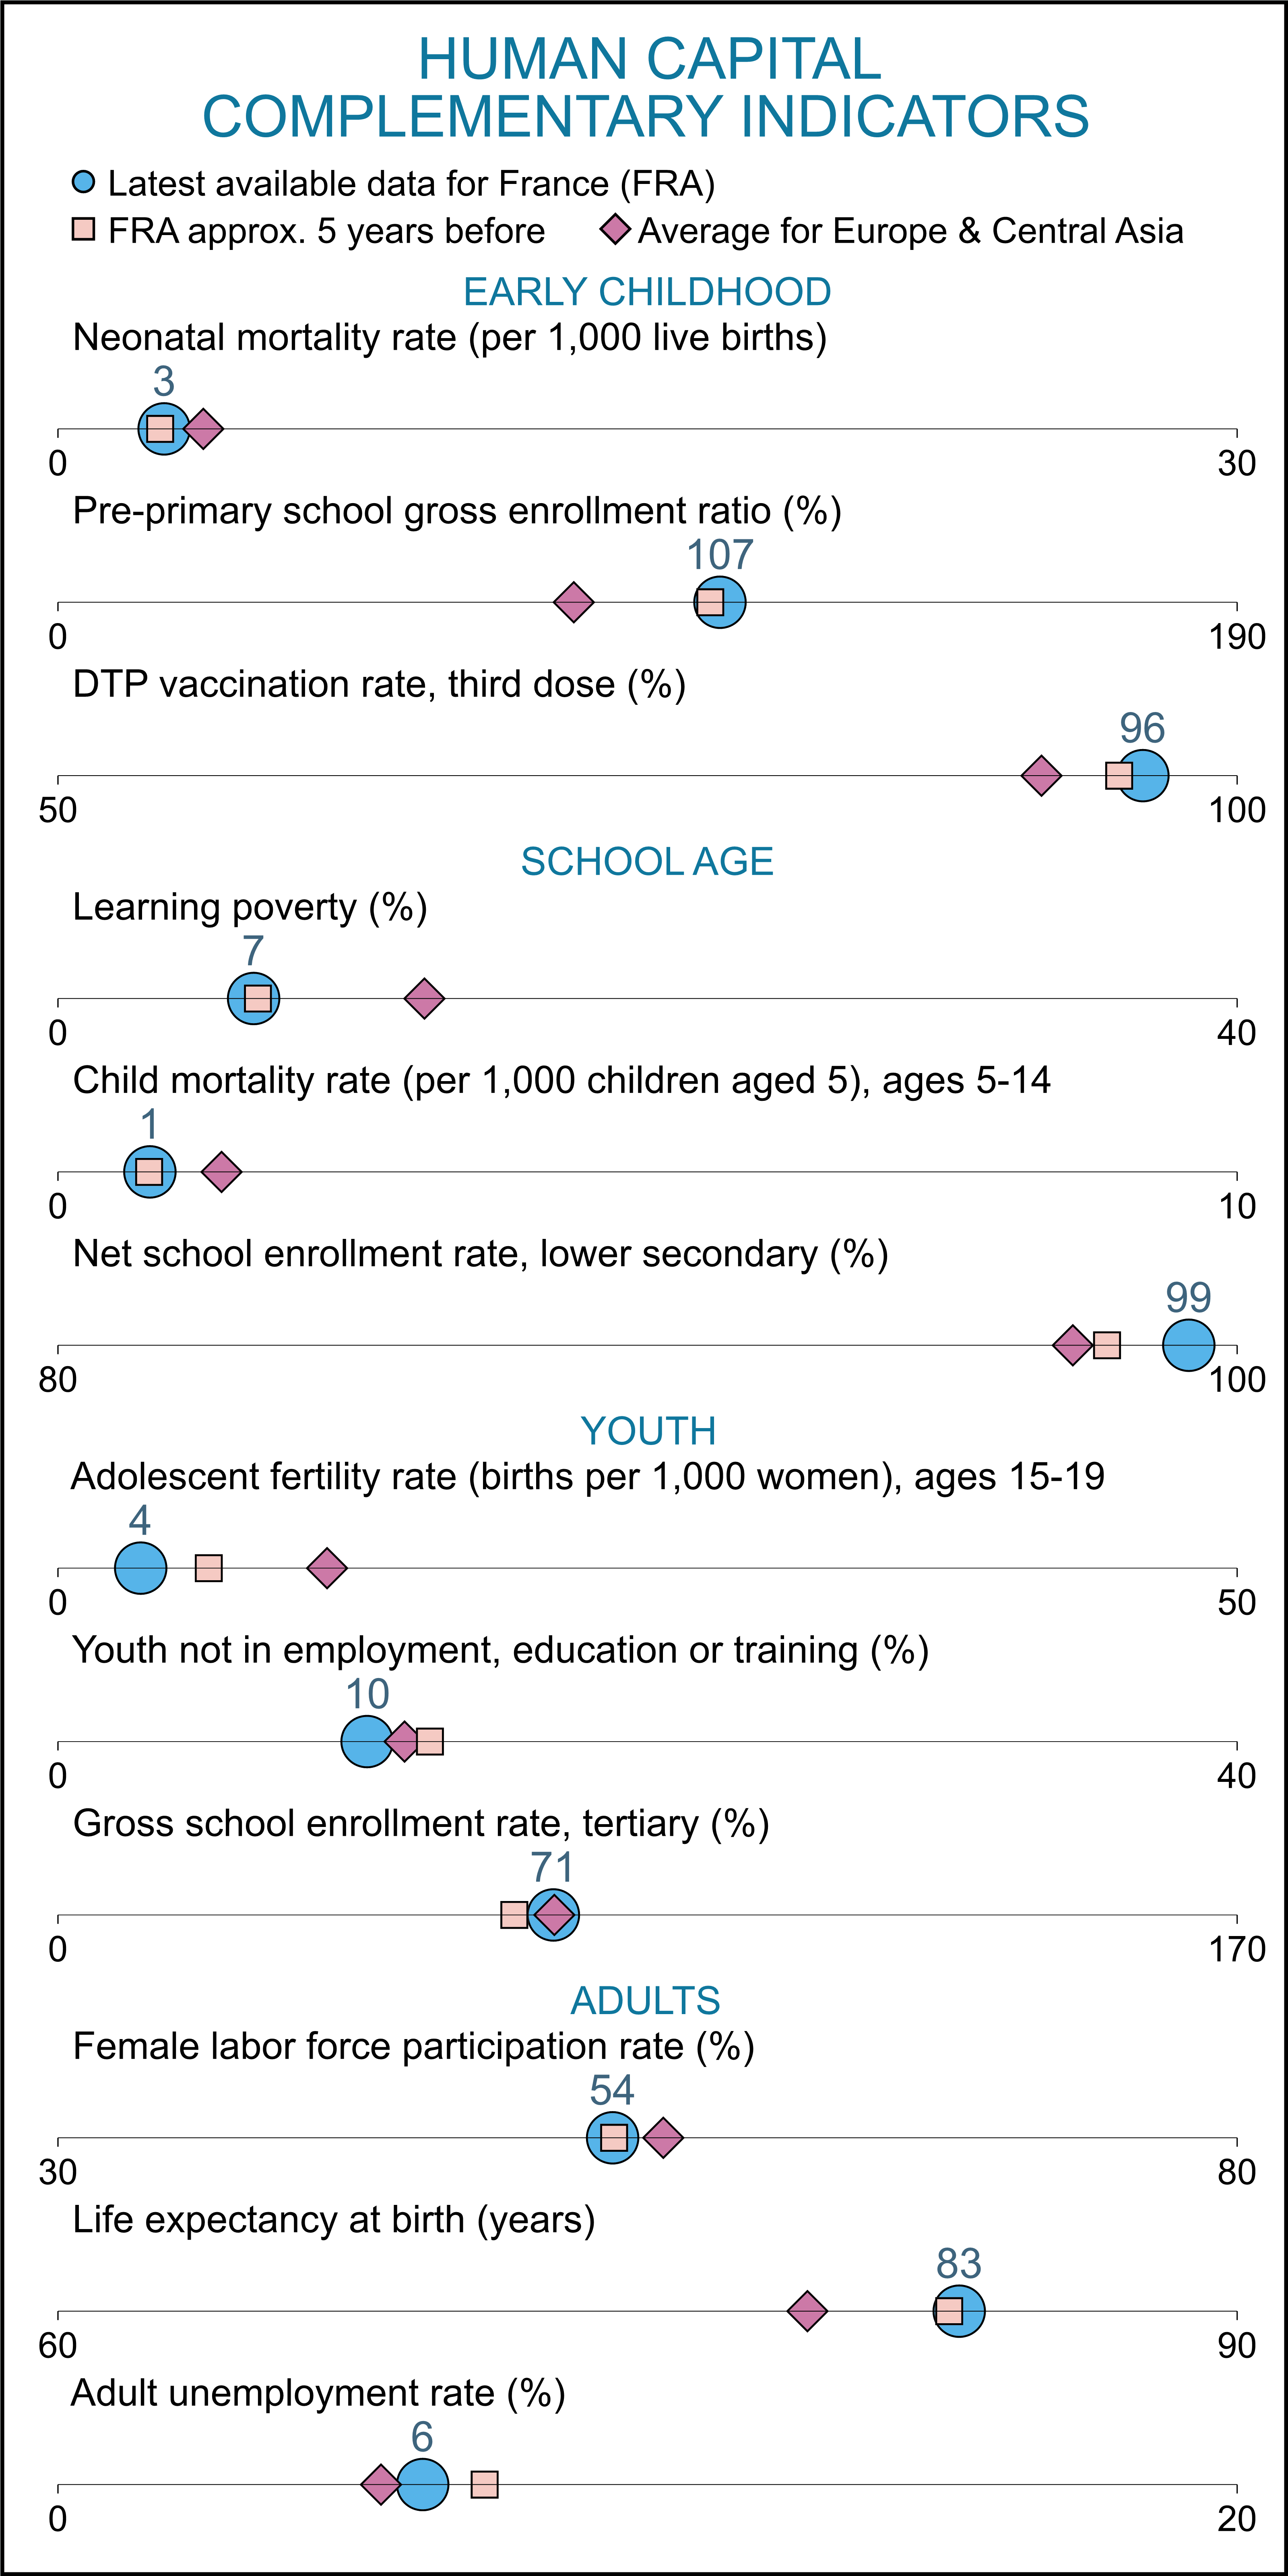 HUMAN CAPITAL
COMPLEMENTARY INDICATORS
Latest available data for France (FRA)
FRA approx. 5 years before Average for Europe & Central Asia
EARLY CHILDHOOD
Neonatal mortality rate (per 1,000 live births)
3
0 30
Pre-primary school gross enrollment ratio (%)
107
0 190
DTP vaccination rate, third dose (%)
96
50 100
SCHOOL AGE
Learning poverty (%)
7
0 40
Child mortality rate (per 1,000 children aged 5), ages 5-14
1
0 10
Net school enrollment rate, lower secondary (%)
99
80 100
YOUTH
Adolescent fertility rate (births per 1,000 women), ages 15-19
4
0 50
Youth not in employment, education or training (%)
10
0 40
Gross school enrollment rate, tertiary (%)
71
0 170
ADULTS
Female labor force participation rate (%)
54
30 80
Life expectancy at birth (years)
83
60 90
Adult unemployment rate (%)
6
0 20